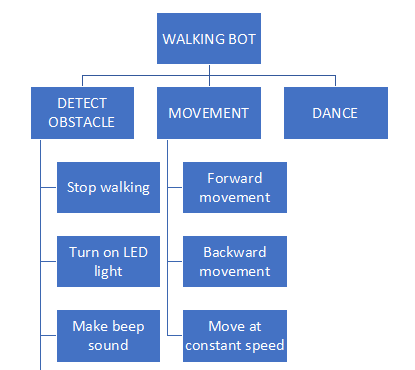 WALKING BOT
DETECT
OBSTACLE
MOVEMENT
DANCE
Stop walking
Forward
movement
Turn on LED
light
Backward
movement
Make beep
sound
Move at
constant speed